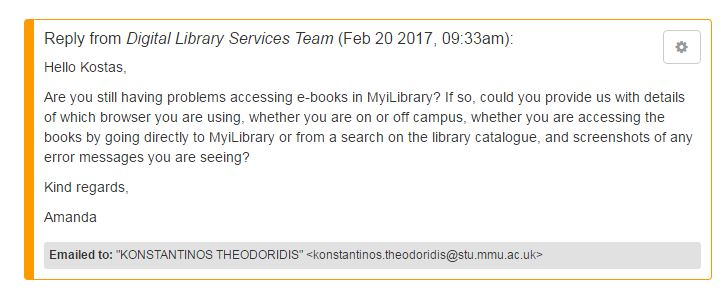 Reply from Digital Library Services Team (Feb 20 2017, 09:33am):
Hello Kostas,
Are you still having problems accessing e-books in MyiLibrary? If so, could you provide us with details
of which browser you are using, whether you are on or off campus, whether you are accessing the
books by going directly to MyiLibrary or from a search on the library catalogue, and screenshots of any
error messages you are seeing?
Kind regards,
Amanda
Emailed to: "KONSTANTINOS THEODORIDIS" <konstantinos.theodoridis@stu.mmu.ac.uk>